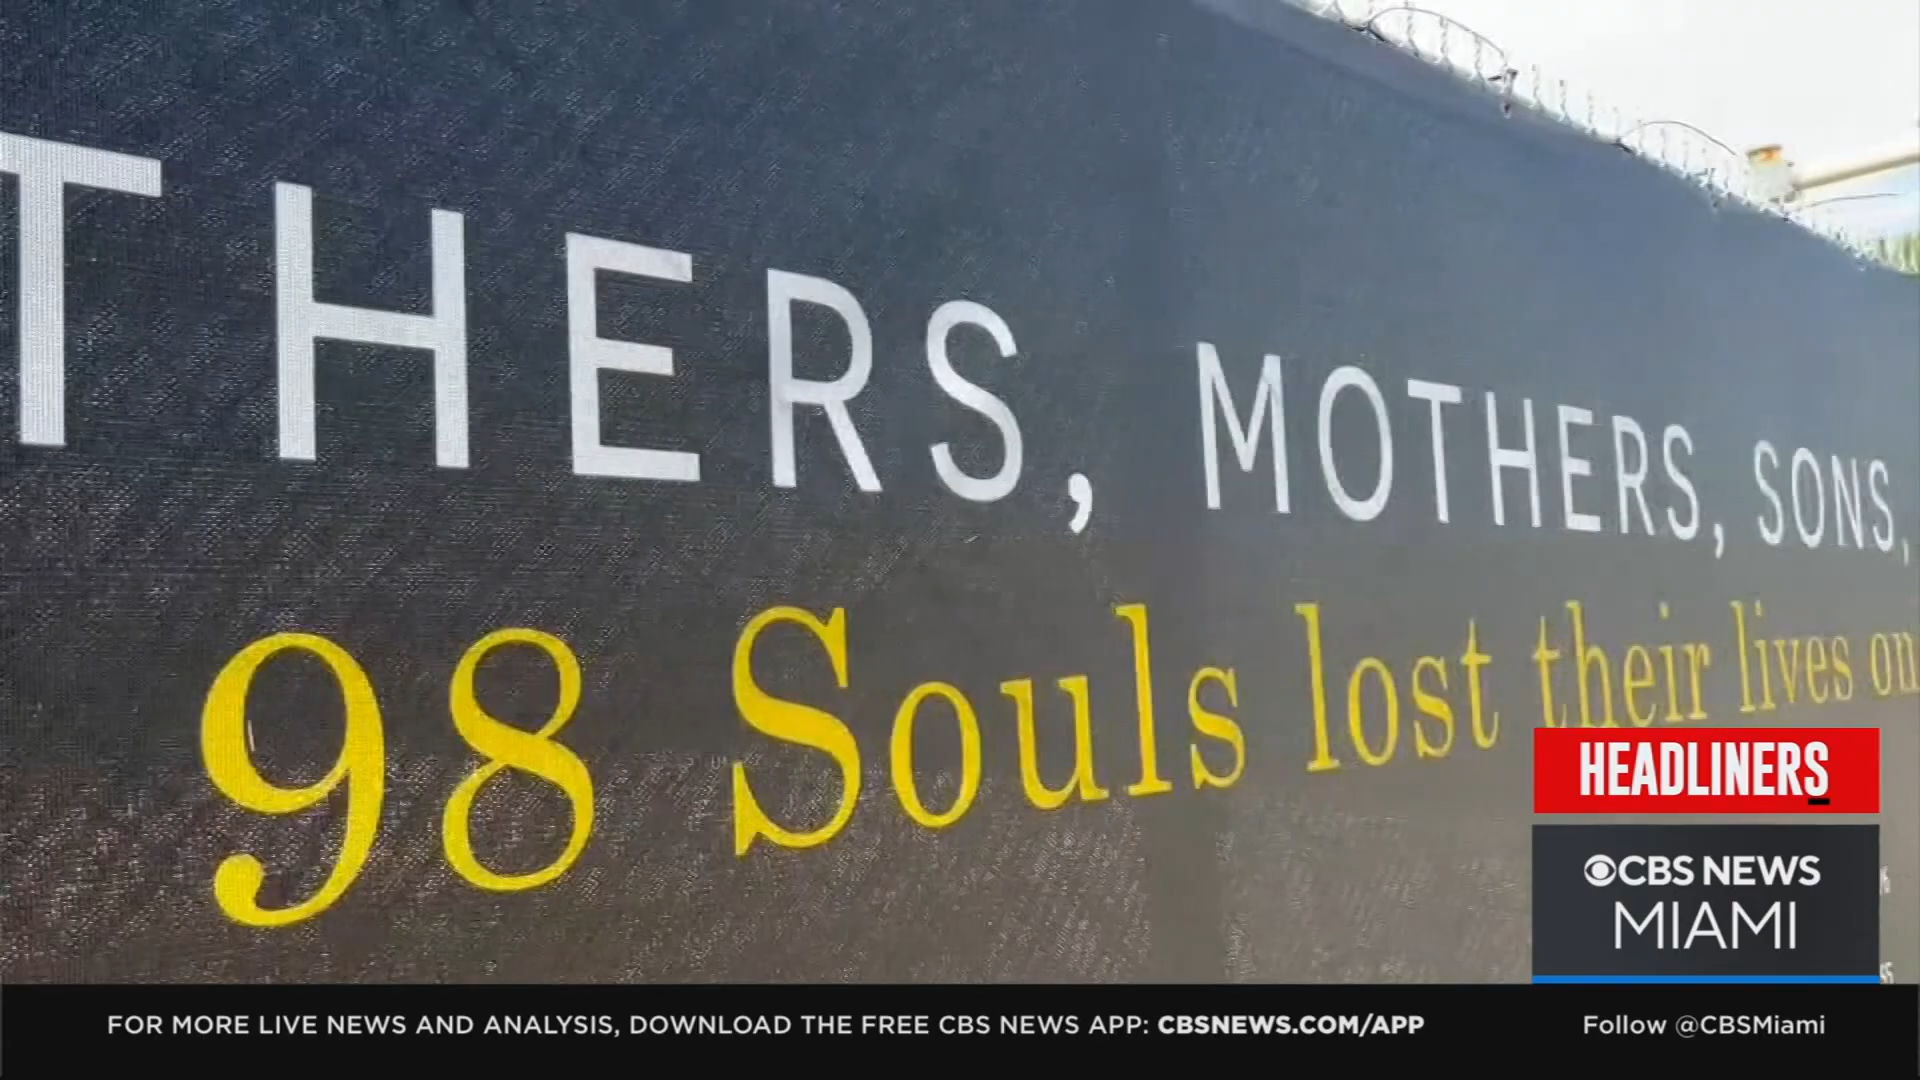 THERS, MOTHERS, SONS,
98 Souls lost their lives on
HEADLINERS
CBS NEWS
MIAMI
FOR MORE LIVE NEWS AND ANALYSIS, DOWNLOAD THE FREE CBS NEWS APP: CBSNEWS.COM/APP
Follow @CBSMiami